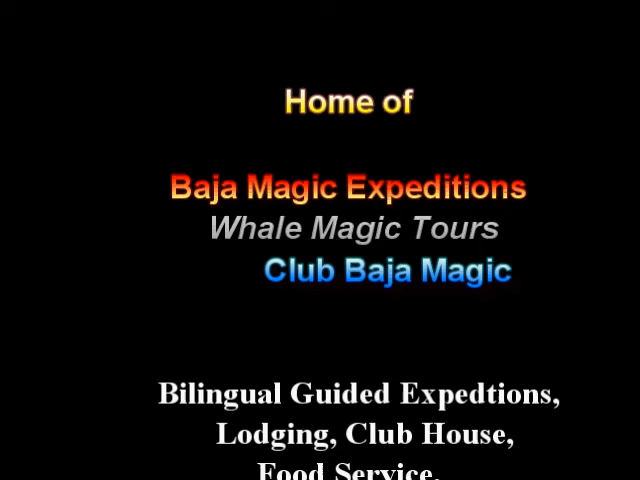 Home of
Baja Magic Expeditions
Whale Magic Tours
Club Baja Magic
Bilingual Guided Expedtions,
Lodging, Club House,
Food Service,